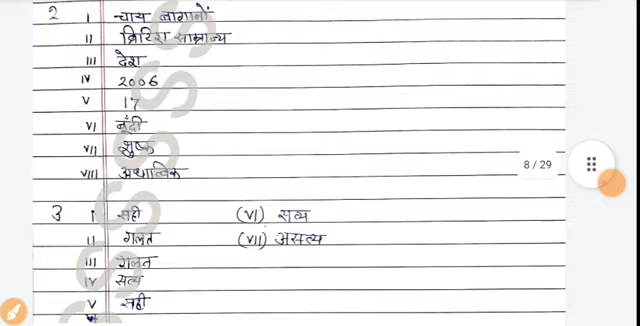 2 I चाय बागानों
II ब्रिटिश साम्राज्य
III देश
IV 2006
V 17
VI बूंदी
VII शुष्क
VIII अधात्विक
8 / 29
3 I सही (VI) सत्य
II गलत (VII) असत्य
III गलत
IV सत्य
V सही